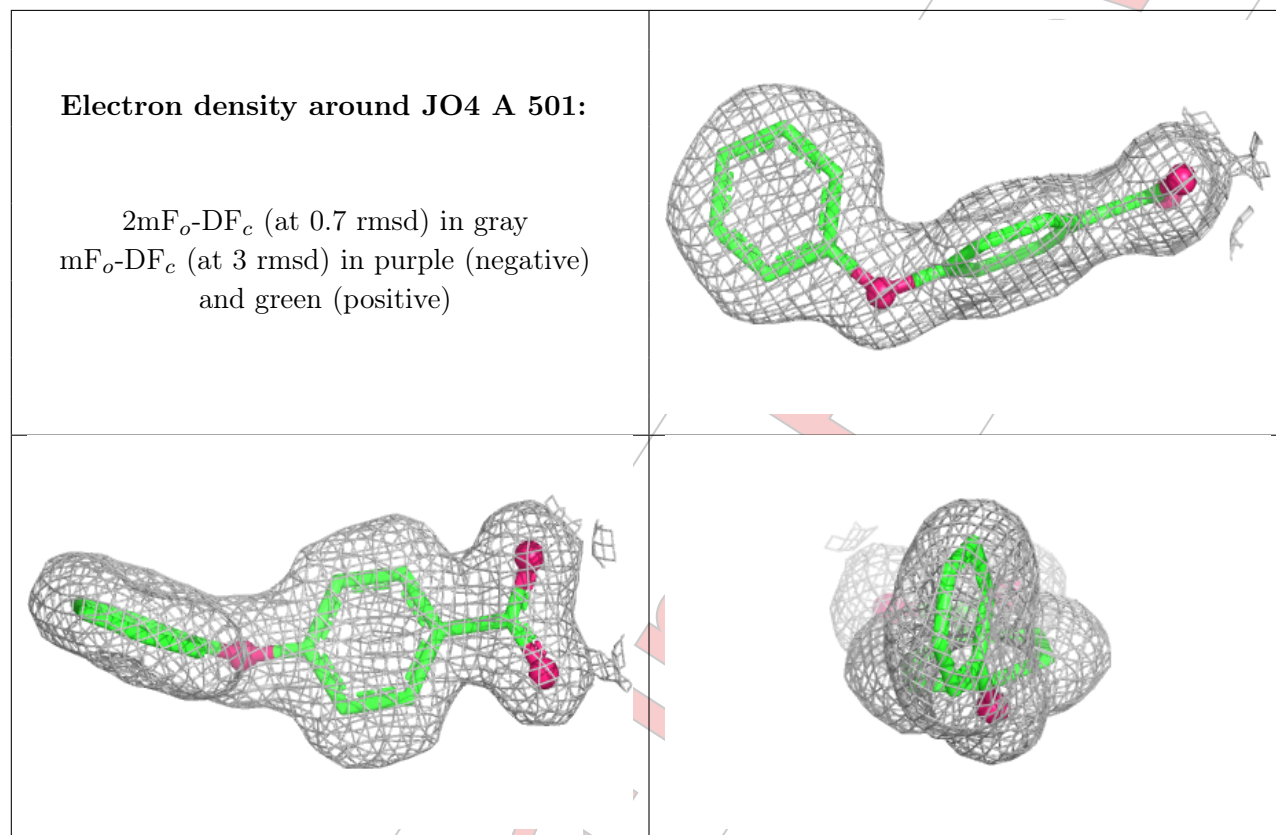 Electron density around JO4 A 501:
2mFo-DFc (at 0.7 rmsd) in gray
mFo-DFc (at 3 rmsd) in purple (negative)
and green (positive)